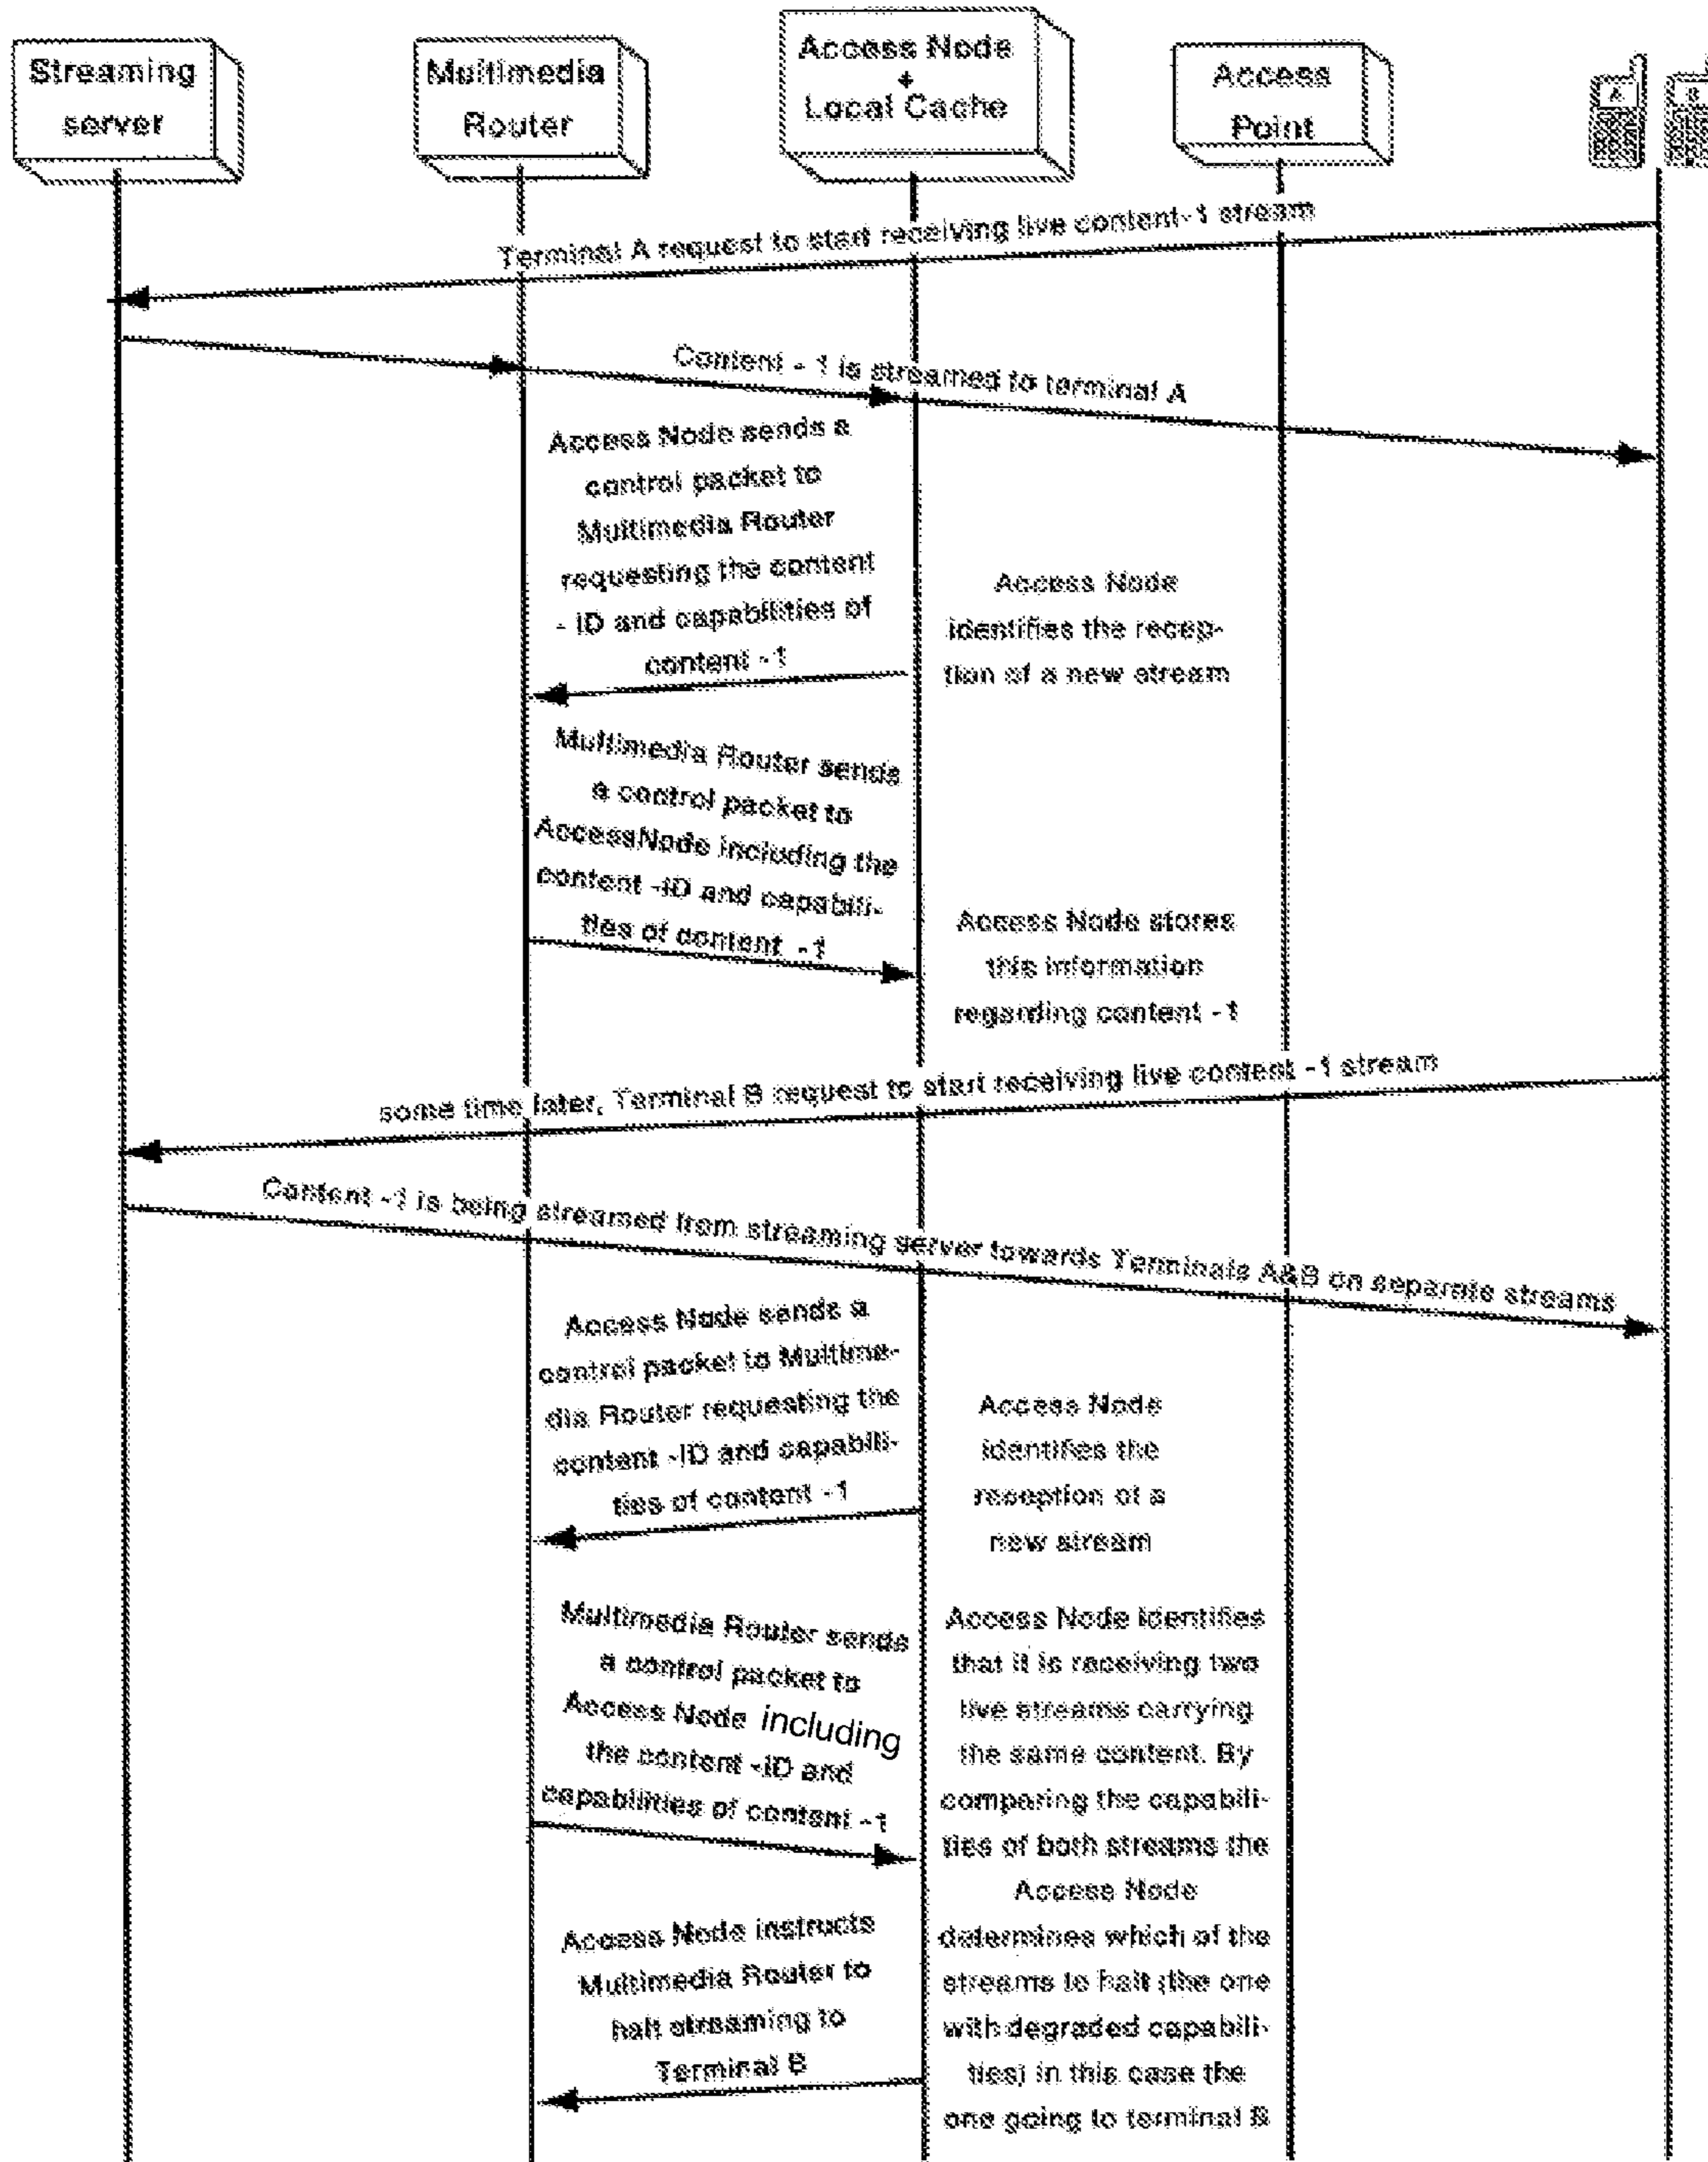 Streaming
server
Multimedia
Router
Access Node
+
Local Cache
Access
Point
A
B
Terminal A request to start receiving live content-1 stream
Content - 1 is streamed to terminal A
Access Node sends a
control packet to
Multimedia Router
requesting the content
- ID and capabilities of
content -1
Access Node
identifies the recep-
tion of a new stream
Multimedia Router sends
a control packet to
AccessNode including the
content -ID and capabili-
ties of content -1
Access Node stores
this information
regarding content -1
some time later, Terminal B request to start receiving live content -1 stream
Content -1 is being streamed from streaming server towards Terminals A&B on separate streams
Access Node sends a
control packet to Multime-
dia Router requesting the
content -ID and capabili-
ties of content -1
Access Node
identifies the
reception of a
new stream
Multimedia Router sends
a control packet to
Access Node including
the content -ID and
capabilities of content -1
Access Node identifies
that it is receiving two
live streams carrying
the same content. By
comparing the capabili-
ties of both streams the
Access Node
determines which of the
streams to halt (the one
with degraded capabili-
ties) in this case the
one going to terminal B
Access Node instructs
Multimedia Router to
halt streaming to
Terminal B